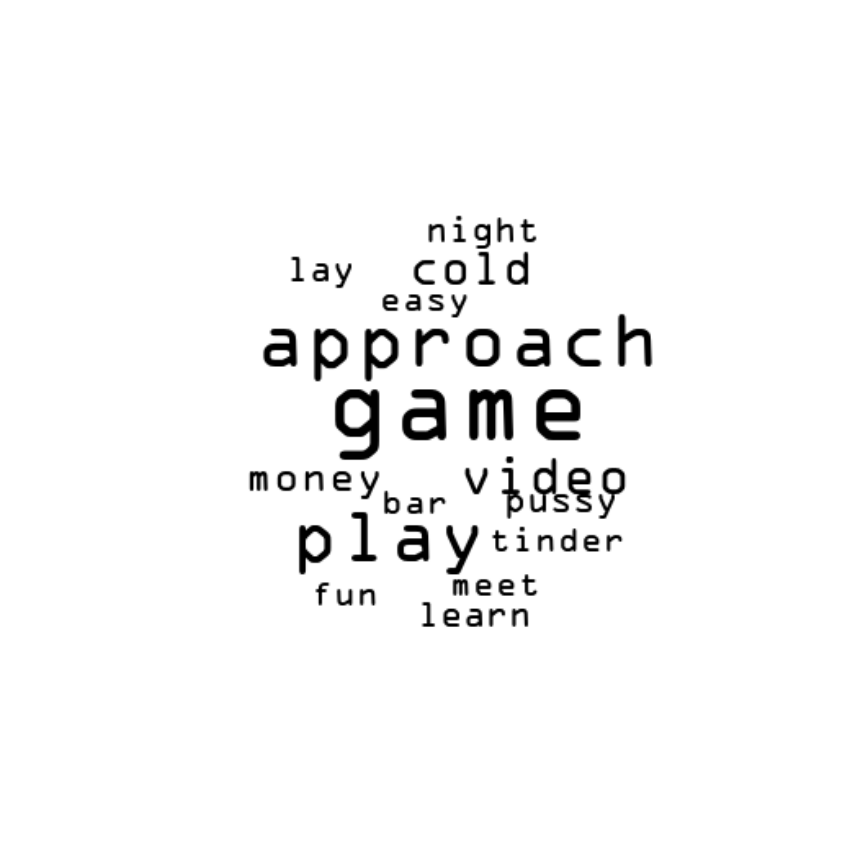 night
lay cold
easy
approach
game
money video
bar pussy
play tinder
fun meet
learn